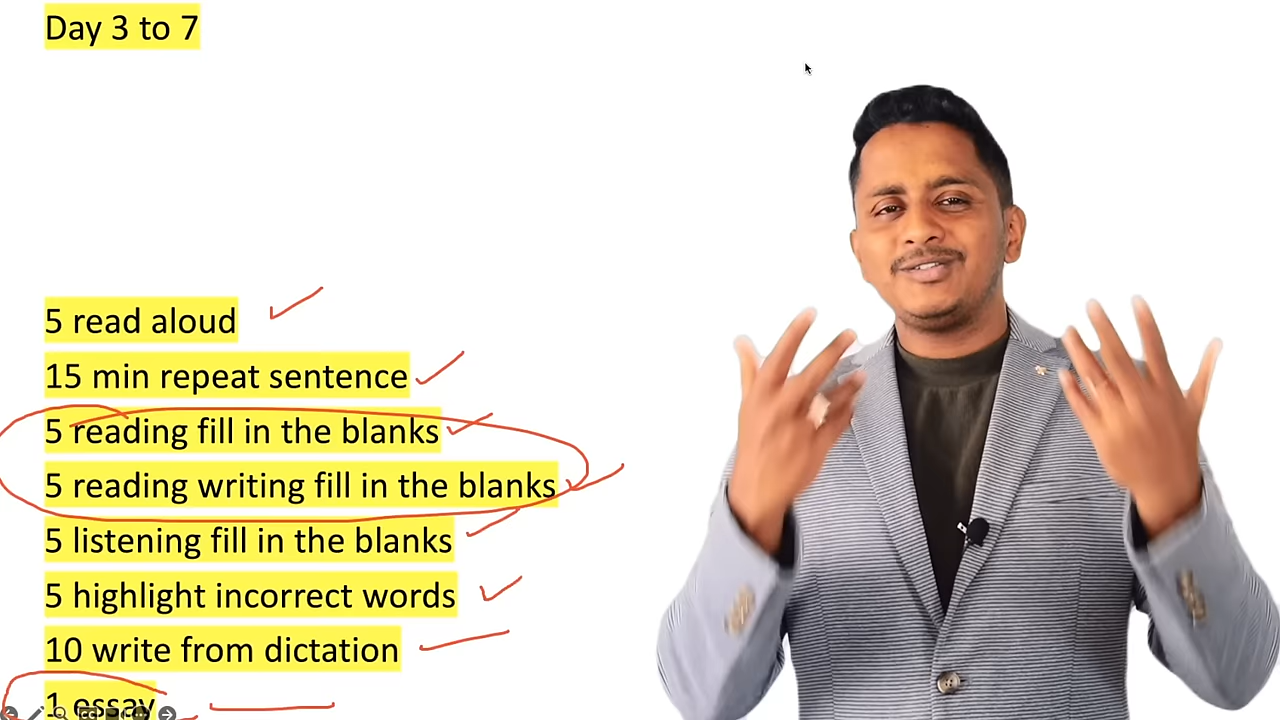 Day 3 to 7
5 read aloud
15 min repeat sentence
5 reading fill in the blanks
5 reading writing fill in the blanks
5 listening fill in the blanks
5 highlight incorrect words
10 write from dictation
1 essay